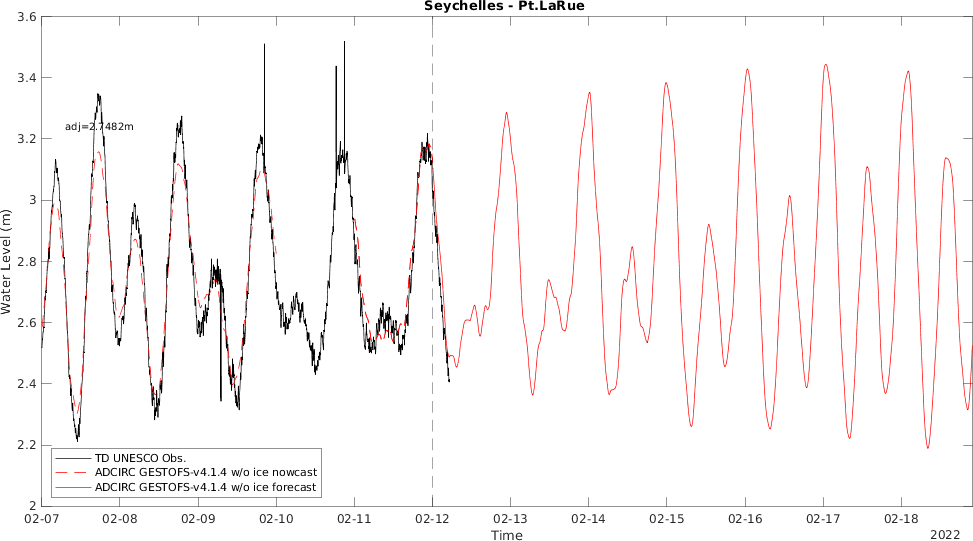 Seychelles - Pt.LaRue
3.6
3.4
adj=2.7482m
3.2
3
Water Level (m)
2.8
2.6
2.4
2.2
2
TD UNESCO Obs.
ADCIRC GESTOFS-v4.1.4 w/o ice nowcast
ADCIRC GESTOFS-v4.1.4 w/o ice forecast
02-07 02-08 02-09 02-10 02-11 02-12 02-13 02-14 02-15 02-16 02-17 02-18
Time
2022